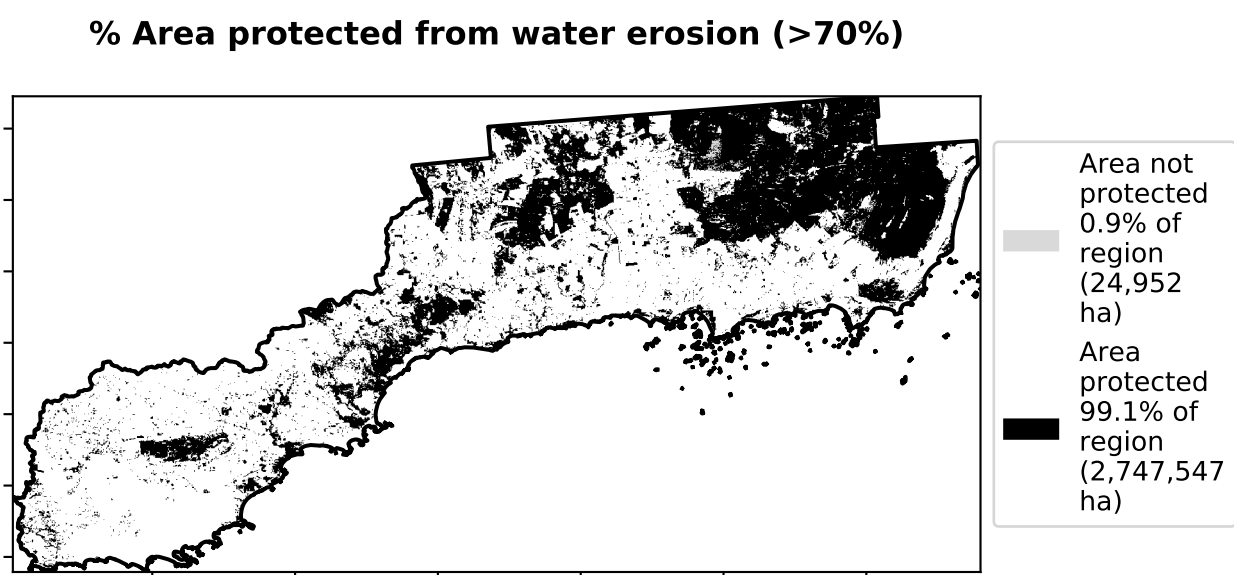 % Area protected from water erosion (>70%)
Area not
protected
0.9% of
region
(24,952
ha)
Area
protected
99.1% of
region
(2,747,547
ha)